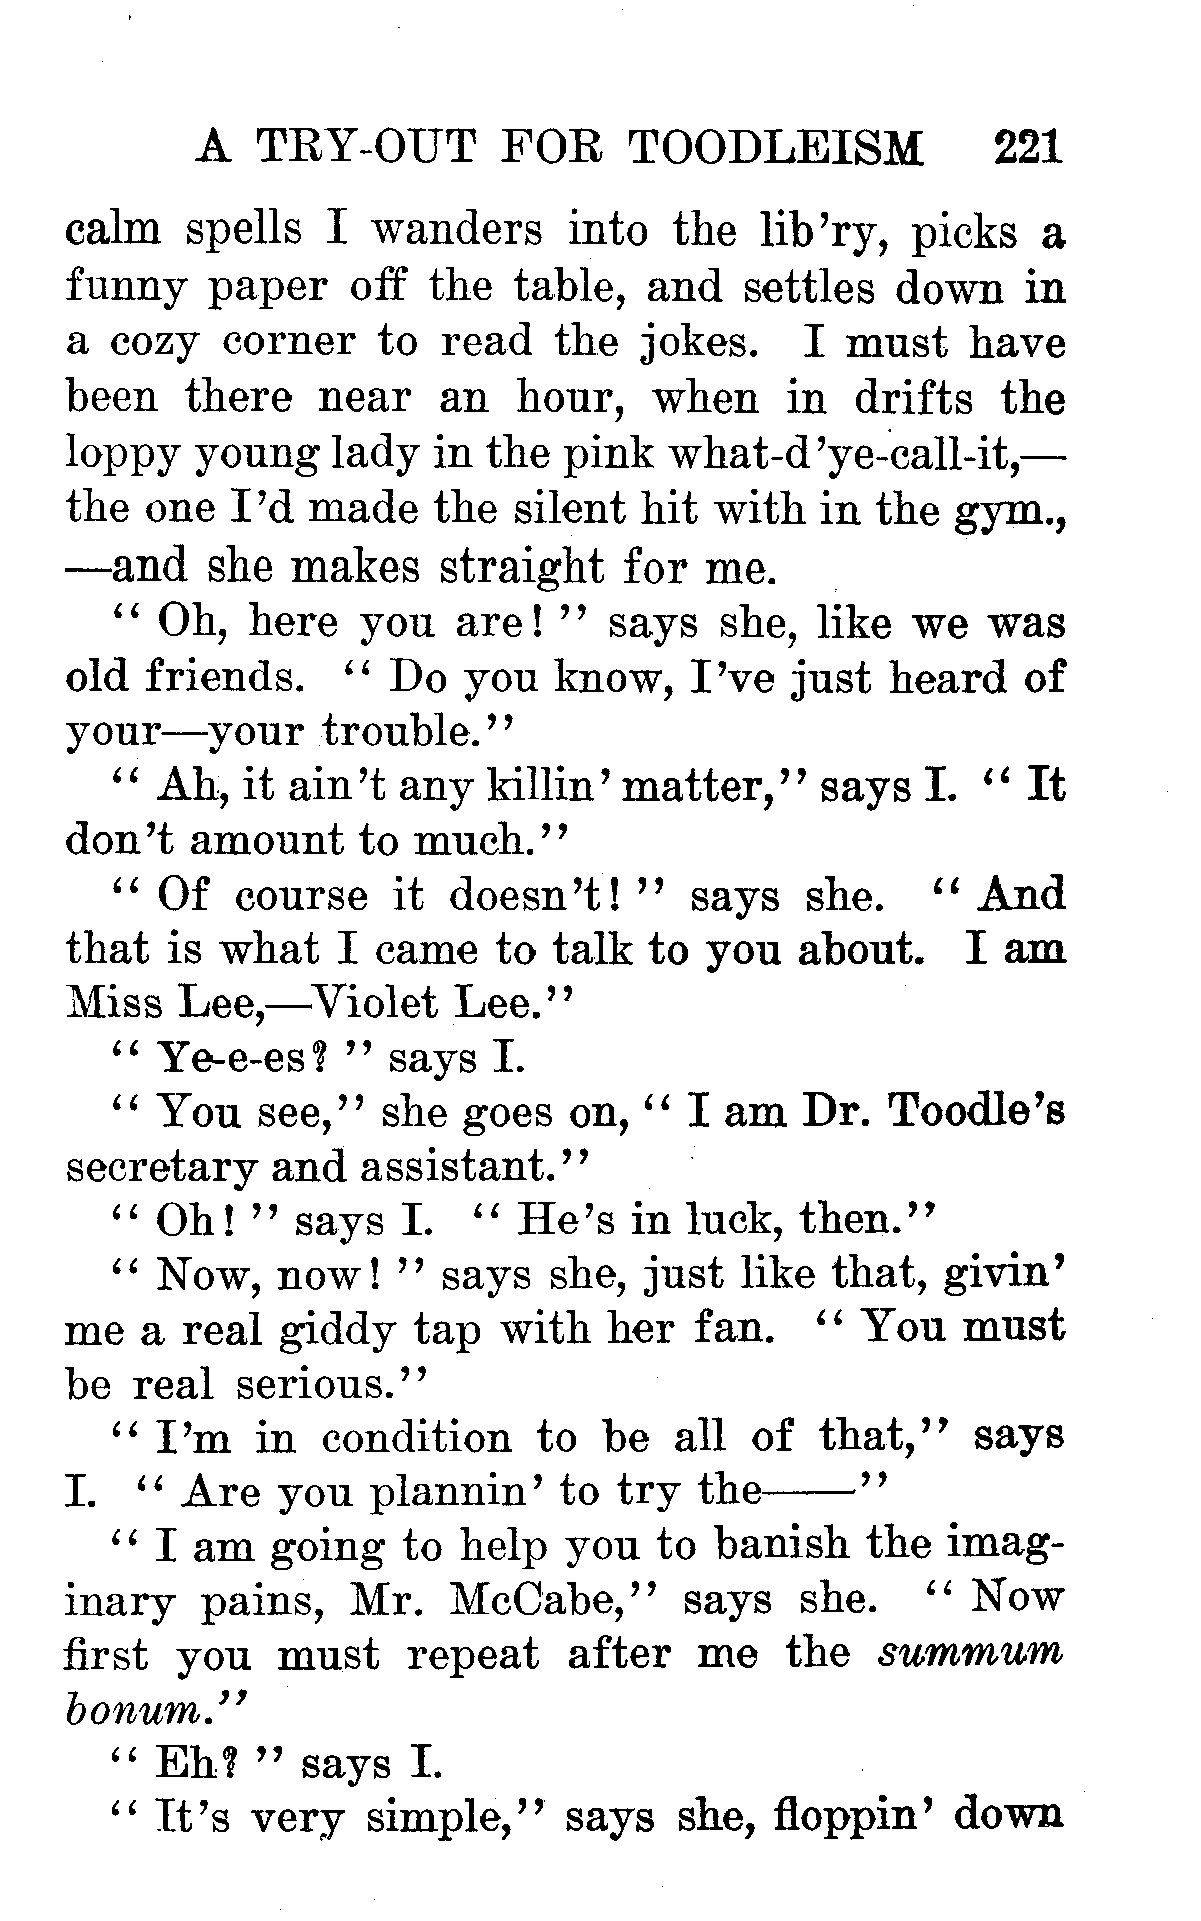 A TRY-OUT FOR TOODLEISM 221
calm spells I wanders into the lib'ry, picks a
funny paper off the table, and settles down in
a cozy corner to read the jokes. I must have
been there near an hour, when in drifts the
loppy young lady in the pink what-d'ye-call-it,—
the one I'd made the silent hit with in the gym.,
—and she makes straight for me.
“ Oh, here you are! ” says she, like we was
old friends. “ Do you know, I've just heard of
your—your trouble.”
“ Ah, it ain't any killin' matter,” says I. “ It
don't amount to much.”
“ Of course it doesn't! ” says she. “ And
that is what I came to talk to you about. I am
Miss Lee,—Violet Lee.”
“ Ye-e-es? ” says I.
“ You see,” she goes on, “ I am Dr. Toodle's
secretary and assistant.”
“ Oh! ” says I. “ He's in luck, then.”
“ Now, now! ” says she, just like that, givin'
me a real giddy tap with her fan. “ You must
be real serious.”
“ I'm in condition to be all of that,” says
I. “ Are you plannin' to try the——”
“ I am going to help you to banish the imag-
inary pains, Mr. McCabe,” says she. “ Now
first you must repeat after me the summum
bonum.”
“ Eh? ” says I.
“ It's very simple,” says she, floppin' down